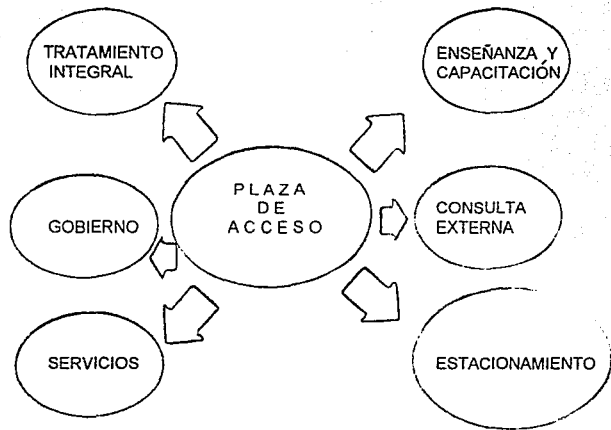 TRATAMIENTO
INTEGRAL
ENSEÑANZA Y
CAPACITACIÓN
PLAZA
DE
ACCESO
GOBIERNO
CONSULTA
EXTERNA
SERVICIOS
ESTACIONAMIENTO